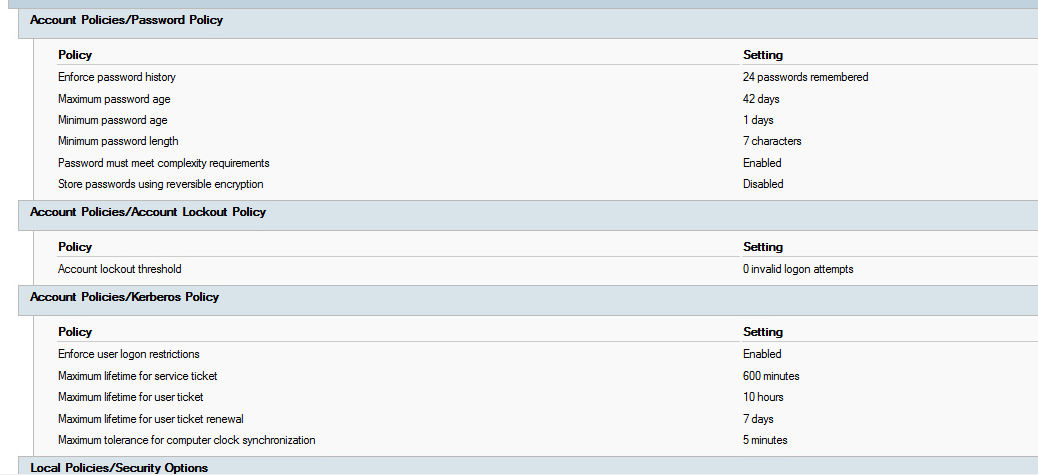 Account Policies/Password Policy
Policy Setting
Enforce password history 24 passwords remembered
Maximum password age 42 days
Minimum password age 1 days
Minimum password length 7 characters
Password must meet complexity requirements Enabled
Store passwords using reversible encryption Disabled
Account Policies/Account Lockout Policy
Policy Setting
Account lockout threshold 0 invalid logon attempts
Account Policies/Kerberos Policy
Policy Setting
Enforce user logon restrictions Enabled
Maximum lifetime for service ticket 600 minutes
Maximum lifetime for user ticket 10 hours
Maximum lifetime for user ticket renewal 7 days
Maximum tolerance for computer clock synchronization 5 minutes
Local Policies/Security Options